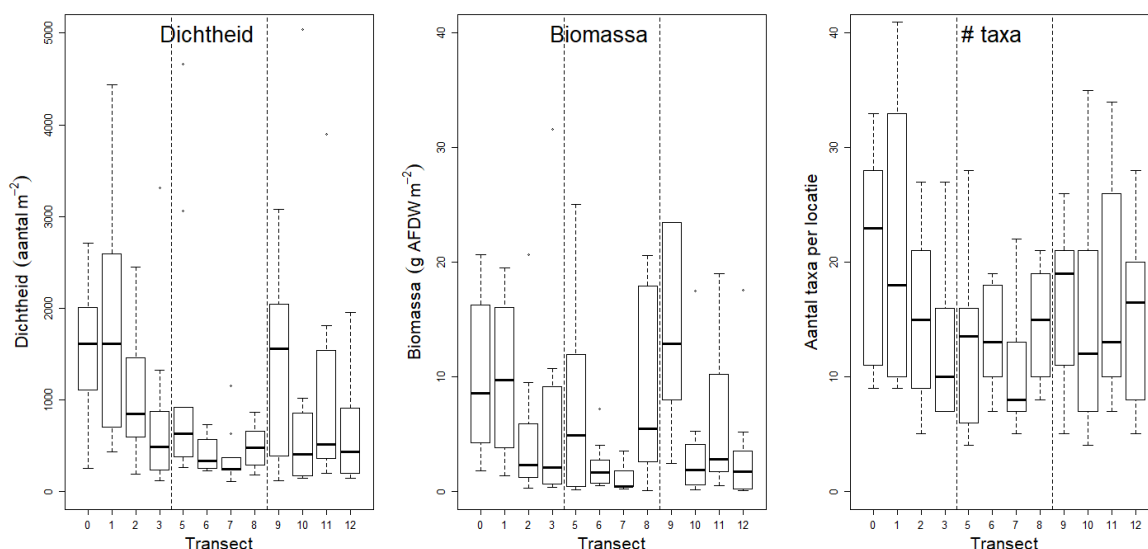 Dichtheid
Dichtheid (aantal m−2)
0 1000 2000 3000 4000 5000
0 1 2 3 5 6 7 8 9 10 11 12
Transect
Biomassa
Biomassa (g AFDW m−2)
0 10 20 30 40
0 1 2 3 5 6 7 8 9 10 11 12
Transect
# taxa
Aantal taxa per locatie
0 10 20 30 40
0 1 2 3 5 6 7 8 9 10 11 12
Transect